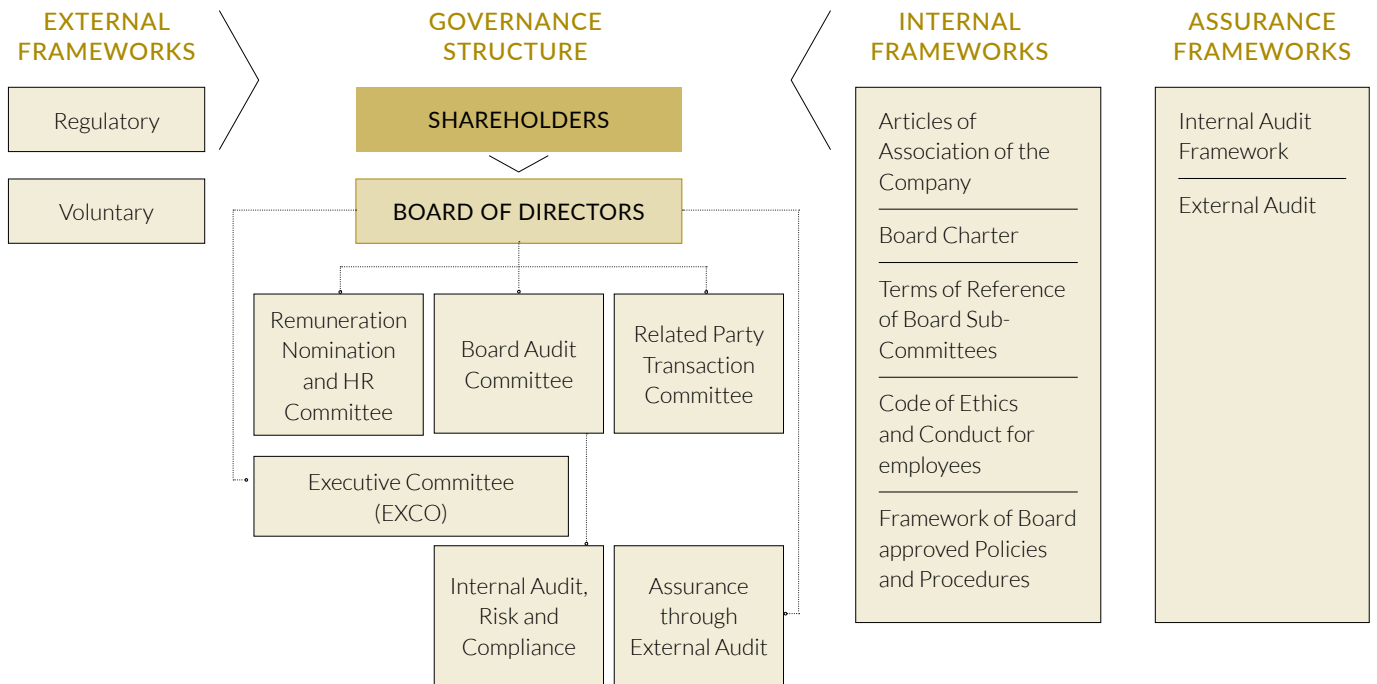 EXTERNAL
FRAMEWORKS
Regulatory
Voluntary
GOVERNANCE
STRUCTURE
SHAREHOLDERS
BOARD OF DIRECTORS
Remuneration
Nomination
and HR
Committee
Board Audit
Committee
Related Party
Transaction
Committee
Executive Committee
(EXCO)
Internal Audit,
Risk and
Compliance
Assurance
through
External Audit
INTERNAL
FRAMEWORKS
Articles of
Association of the
Company
Board Charter
Terms of Reference
of Board Sub-
Committees
Code of Ethics
and Conduct for
employees
Framework of Board
approved Policies
and Procedures
ASSURANCE
FRAMEWORKS
Internal Audit
Framework
External Audit